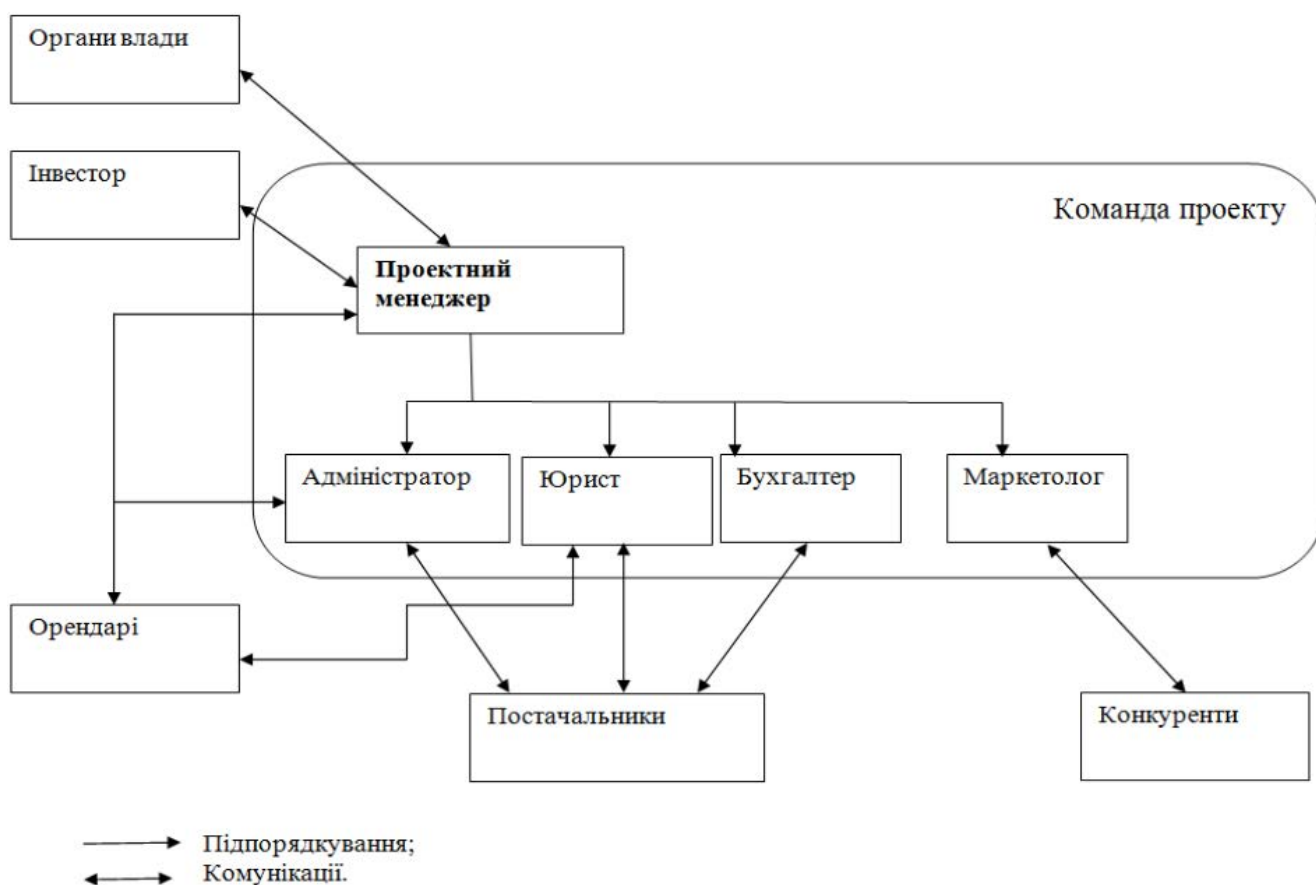 Органи влади
Інвестор
Команда проекту
Проектний
менеджер
Адміністратор
Юрист
Бухгалтер
Маркетолог
Орендарі
Постачальники
Конкуренти
Підпорядкування;
Комунікації.